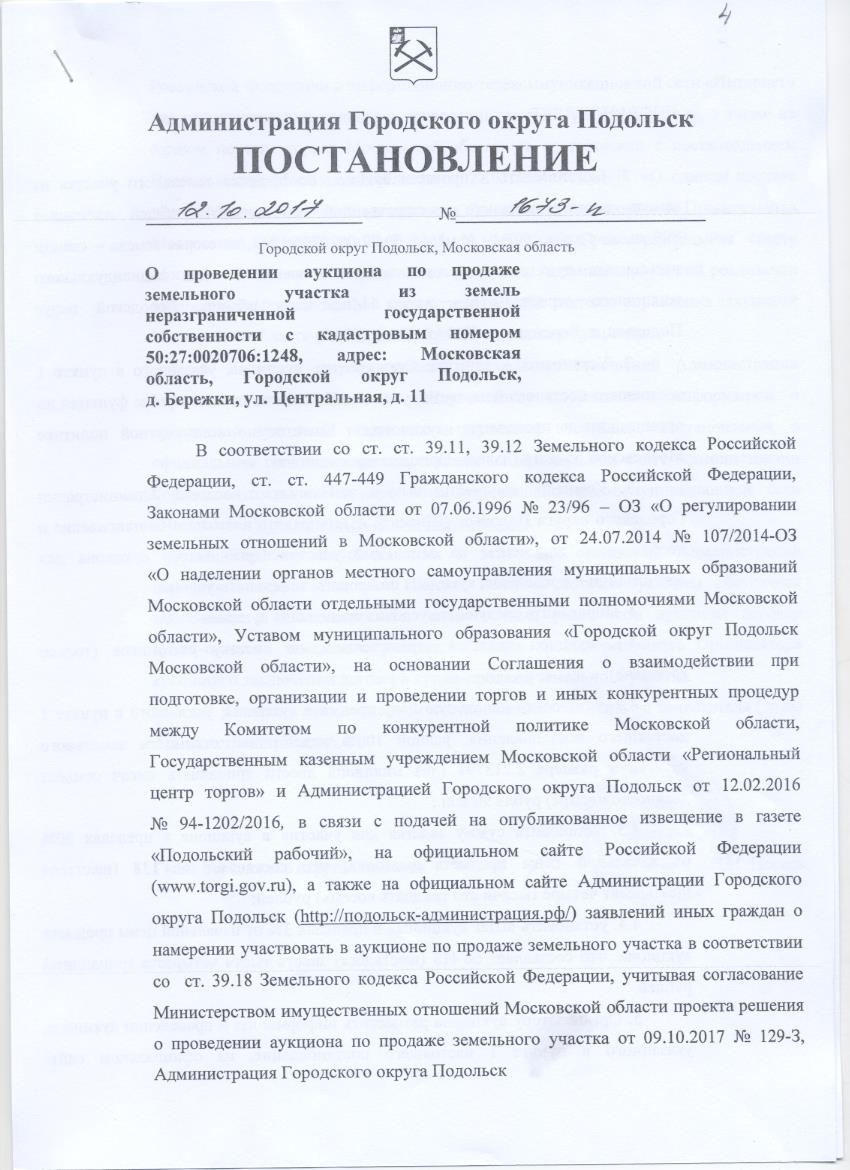 4
Администрация Городского округа Подольск
ПОСТАНОВЛЕНИЕ
12.10.2017 № 1673-п
Городской округ Подольск, Московская область
О проведении аукциона по продаже
земельного участка из земель
неразграниченной государственной
собственности с кадастровым номером
50:27:0020706:1248, адрес: Московская
область, Городской округ Подольск,
д. Бережки, ул. Центральная, д. 11
В соответствии со ст. ст. 39.11, 39.12 Земельного кодекса Российской
Федерации, ст. ст. 447-449 Гражданского кодекса Российской Федерации,
Законами Московской области от 07.06.1996 № 23/96 – ОЗ «О регулировании
земельных отношений в Московской области», от 24.07.2014 № 107/2014-ОЗ
«О наделении органов местного самоуправления муниципальных образований
Московской области отдельными государственными полномочиями Московской
области», Уставом муниципального образования «Городской округ Подольск
Московской области», на основании Соглашения о взаимодействии при
подготовке, организации и проведении торгов и иных конкурентных процедур
между Комитетом по конкурентной политике Московской области,
Государственным казенным учреждением Московской области «Региональный
центр торгов» и Администрацией Городского округа Подольск от 12.02.2016
№ 94-1202/2016, в связи с подачей на опубликованное извещение в газете
«Подольский рабочий», на официальном сайте Российской Федерации
(www.torgi.gov.ru), а также на официальном сайте Администрации Городского
округа Подольск (http://подольск-администрация.рф/) заявлений иных граждан о
намерении участвовать в аукционе по продаже земельного участка в соответствии
со ст. 39.18 Земельного кодекса Российской Федерации, учитывая согласование
Министерством имущественных отношений Московской области проекта решения
о проведении аукциона по продаже земельного участка от 09.10.2017 № 129-З,
Администрация Городского округа Подольск